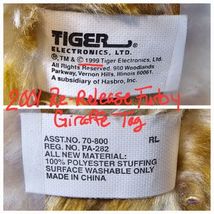 TIGER
ELECTRONICS, LTD.
TM & © 1999 Tiger Electronics, Ltd.
All Rights Reserved. 980 Woodlands
Parkway, Vernon Hills, Illinois 60061
A subsidiary of Hasbro, Inc.
2001 Re-Release Furby
Giraffe Tag
ASST.NO. 70-800 RL
REG. NO. PA-282
ALL NEW MATERIAL:
100% POLYESTER STUFFING
SURFACE WASHABLE ONLY
MADE IN CHINA